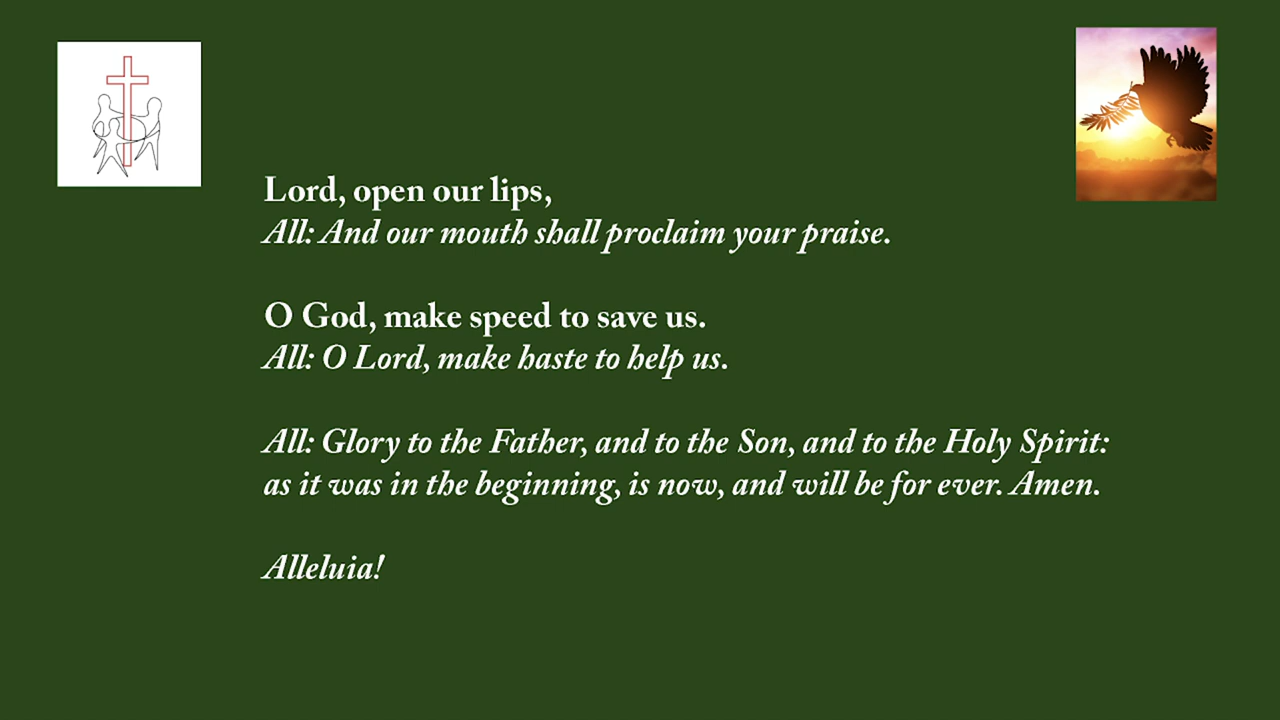 Lord, open our lips,
All: And our mouth shall proclaim your praise.
O God, make speed to save us.
All: O Lord, make haste to help us.
All: Glory to the Father, and to the Son, and to the Holy Spirit:
as it was in the beginning, is now, and will be for ever. Amen.
Alleluia!